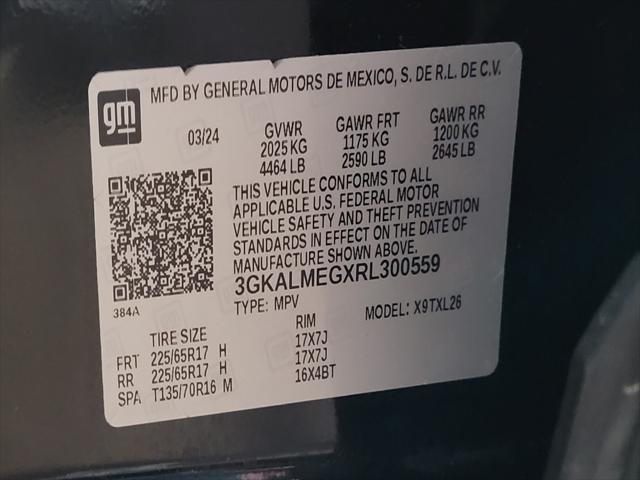 gm
MFD BY GENERAL MOTORS DE MEXICO, S. DE R.L. DE C.V.
03/24 GVWR GAWR FRT GAWR RR
2025 KG 1175 KG 1200 KG
4464 LB 2590 LB 2645 LB
THIS VEHICLE CONFORMS TO ALL
APPLICABLE U.S. FEDERAL MOTOR
VEHICLE SAFETY AND THEFT PREVENTION
STANDARDS IN EFFECT ON THE DATE OF
MANUFACTURE SHOWN ABOVE.
3GKALMEGXRL300559
384A TYPE: MPV MODEL: X9TXL26
TIRE SIZE RIM
FRT 225/65R17 H 17X7J
RR 225/65R17 H 17X7J
SPA T135/70R16 M 16X4BT